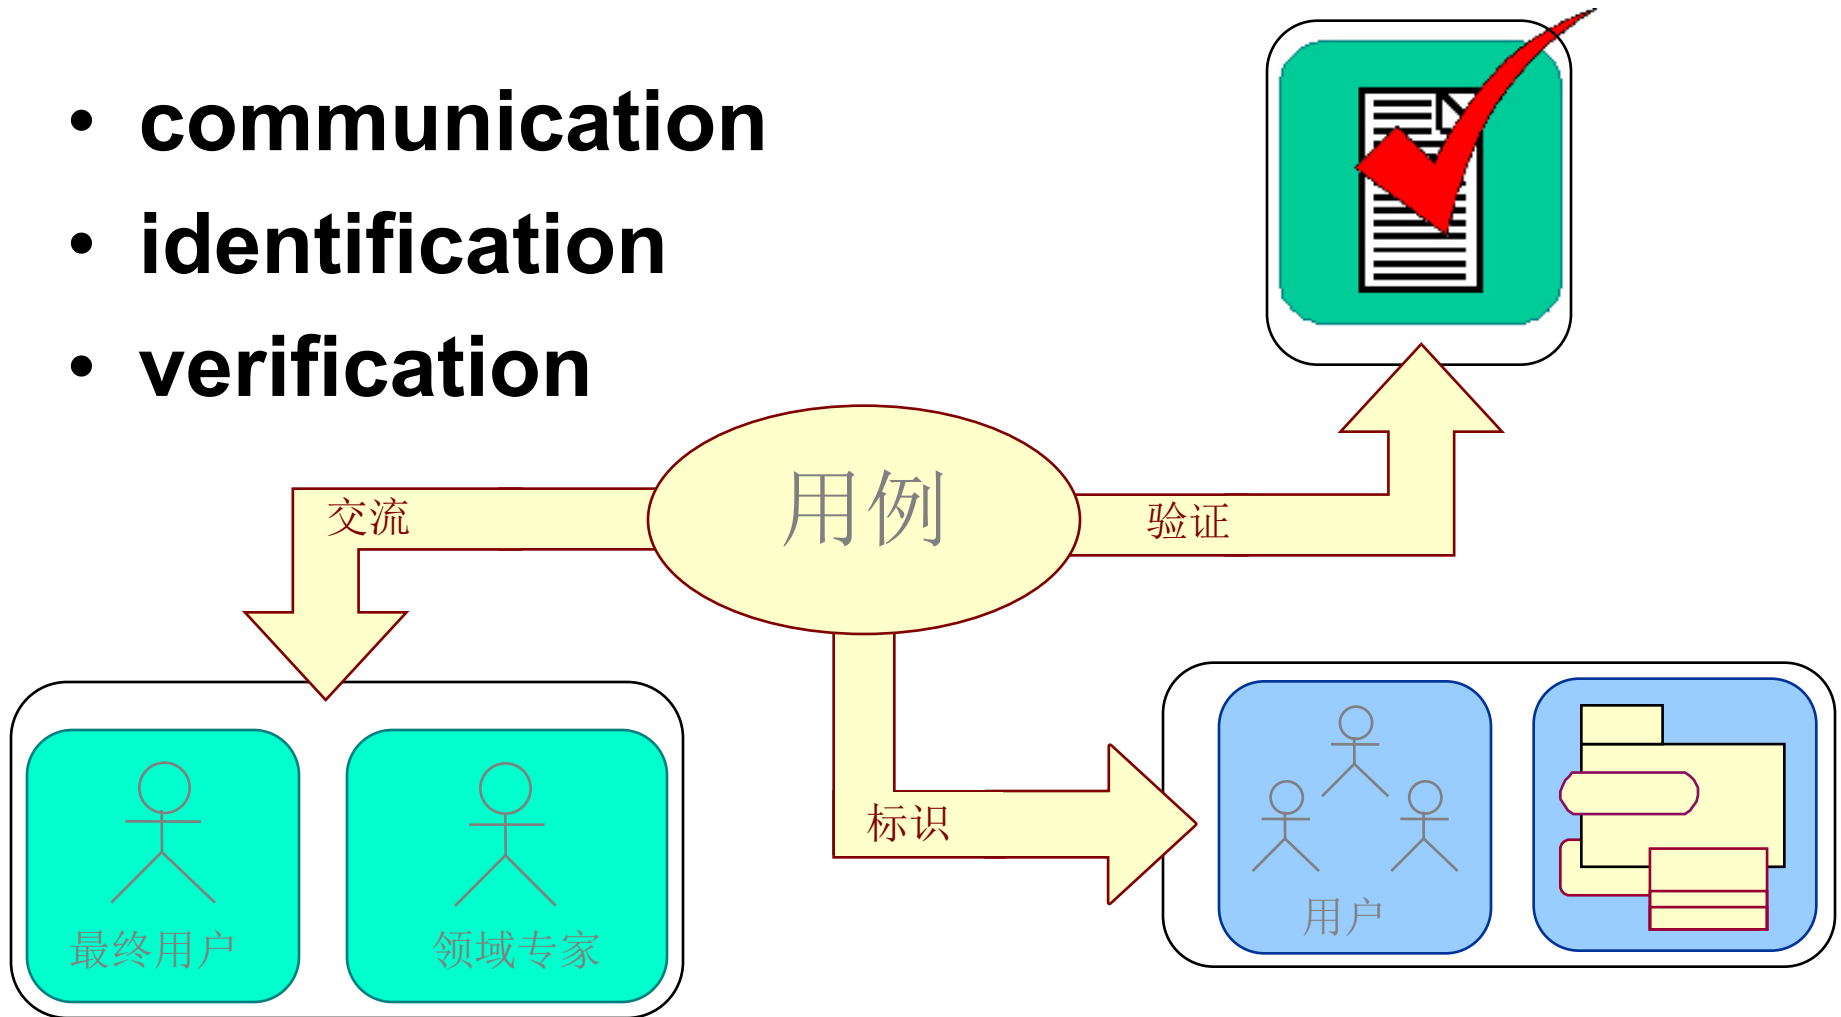 • communication
• identification
• verification
用例
交流
验证
标识
最终用户
领域专家
用户